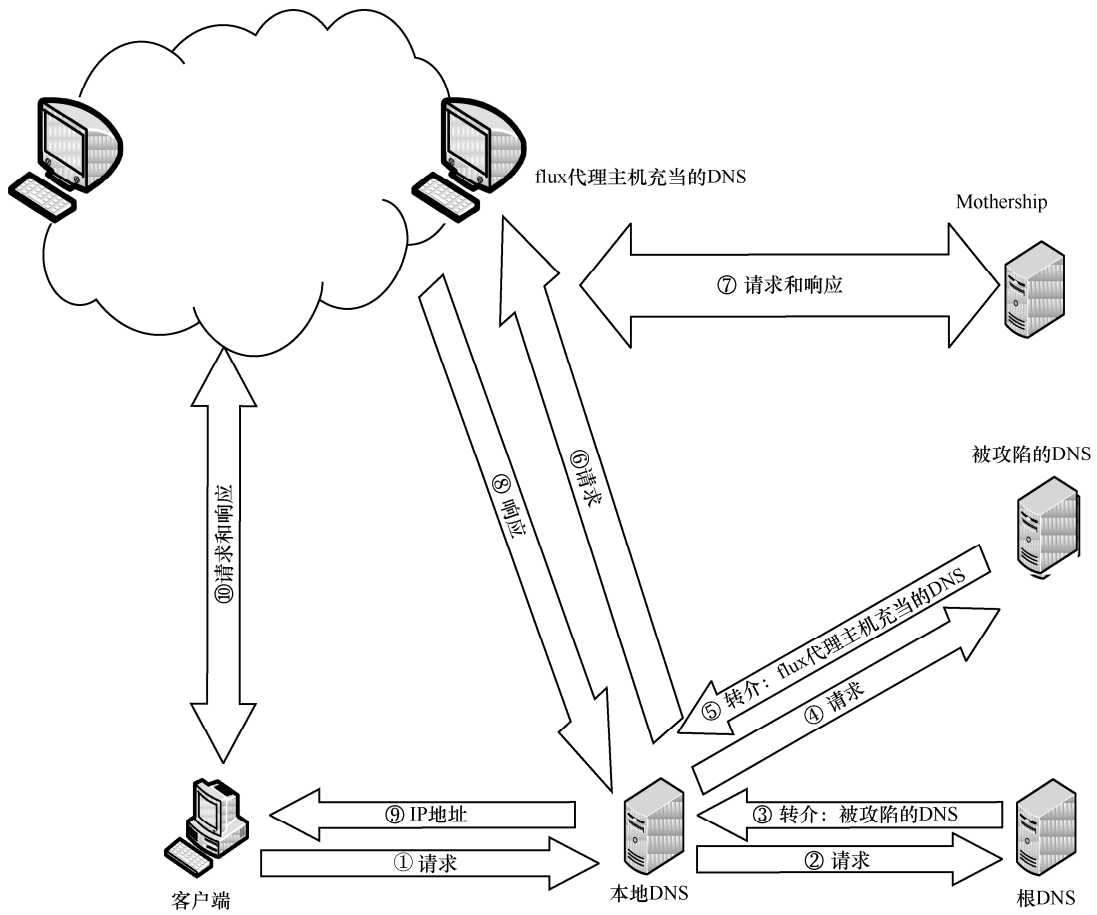 flux代理主机充当的DNS
Mothership
⑦ 请求和响应
被攻陷的DNS
⑥请求
⑧ 响应
⑩请求和响应
⑤ 转介：flux代理主机充当的DNS
④ 请求
⑨ IP地址
③ 转介：被攻陷的DNS
① 请求
② 请求
客户端
本地DNS
根DNS